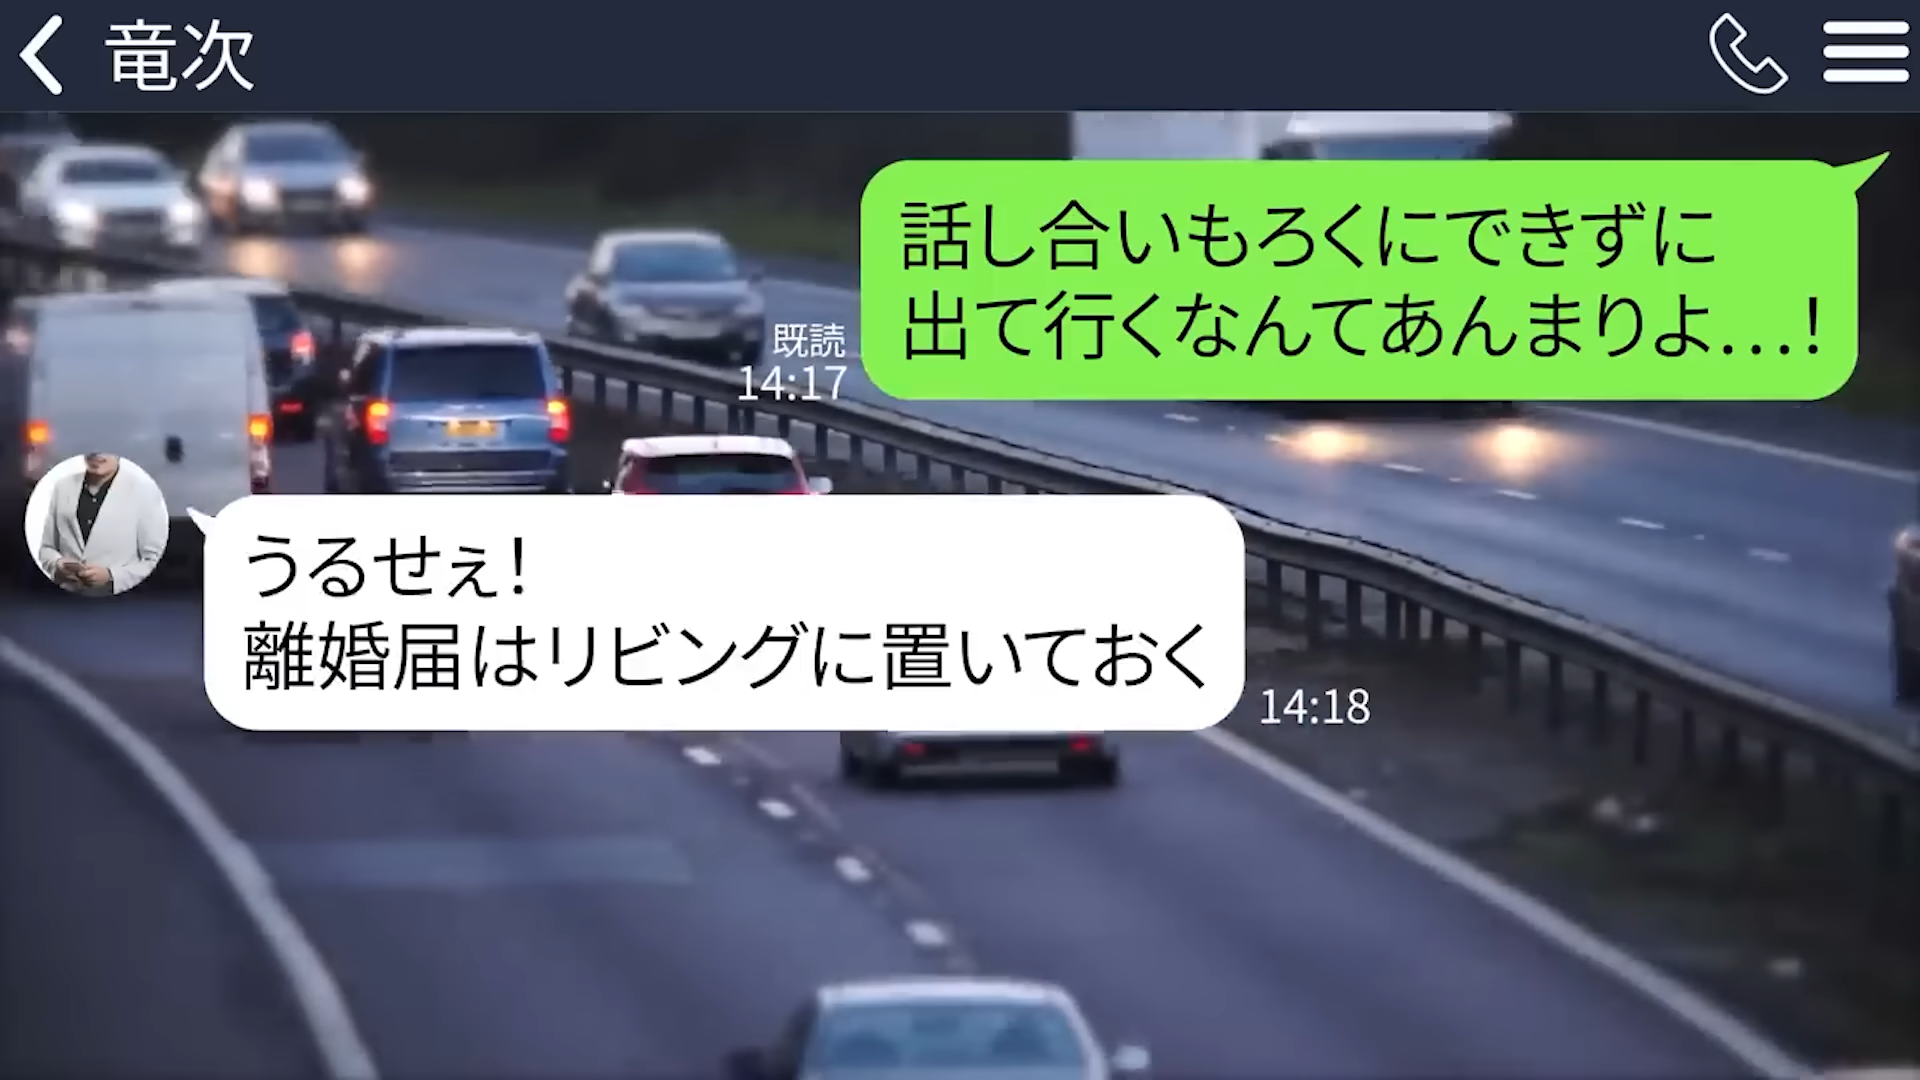 竜次
話し合いもろくにできずに
出て行くなんてあんまりよ…!
既読
14:17
うるせぇ!
離婚届はリビングに置いておく
14:18